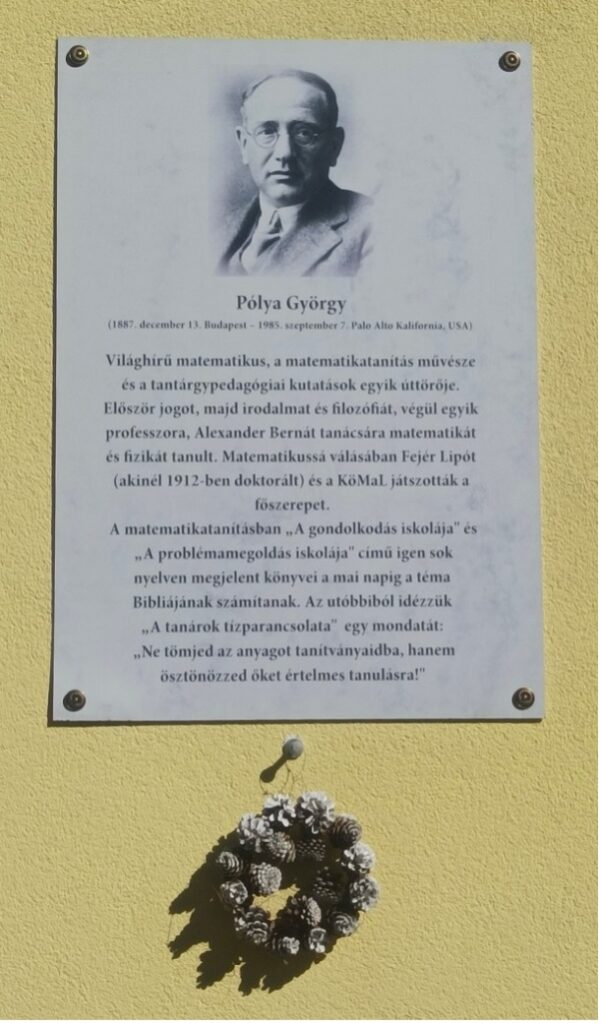 Pólya György
(1887. december 13. Budapest – 1985. szeptember 7. Palo Alto Kalifornia, USA)
Világhírű matematikus, a matematikatanítás művésze
és a tantárgypedagógiai kutatások egyik úttörője.
Először jogot, majd irodalmat és filozófiát, végül egyik
professzora, Alexander Bernát tanácsára matematikát
és fizikát tanult. Matematikussá válásában Fejér Lipót
(akinél 1912-ben doktorált) és a KöMaL játszották a
főszerepet.
A matematikatanításban „A gondolkodás iskolája" és
„A problémamegoldás iskolája" című igen sok
nyelven megjelent könyvei a mai napig a téma
Bibliájának számítanak. Az utóbbiból idézzük
„A tanárok tízparancsolata" egy mondatát:
„Ne tömjed az anyagot tanítványaidba, hanem
ösztönözzed őket értelmes tanulásra!"